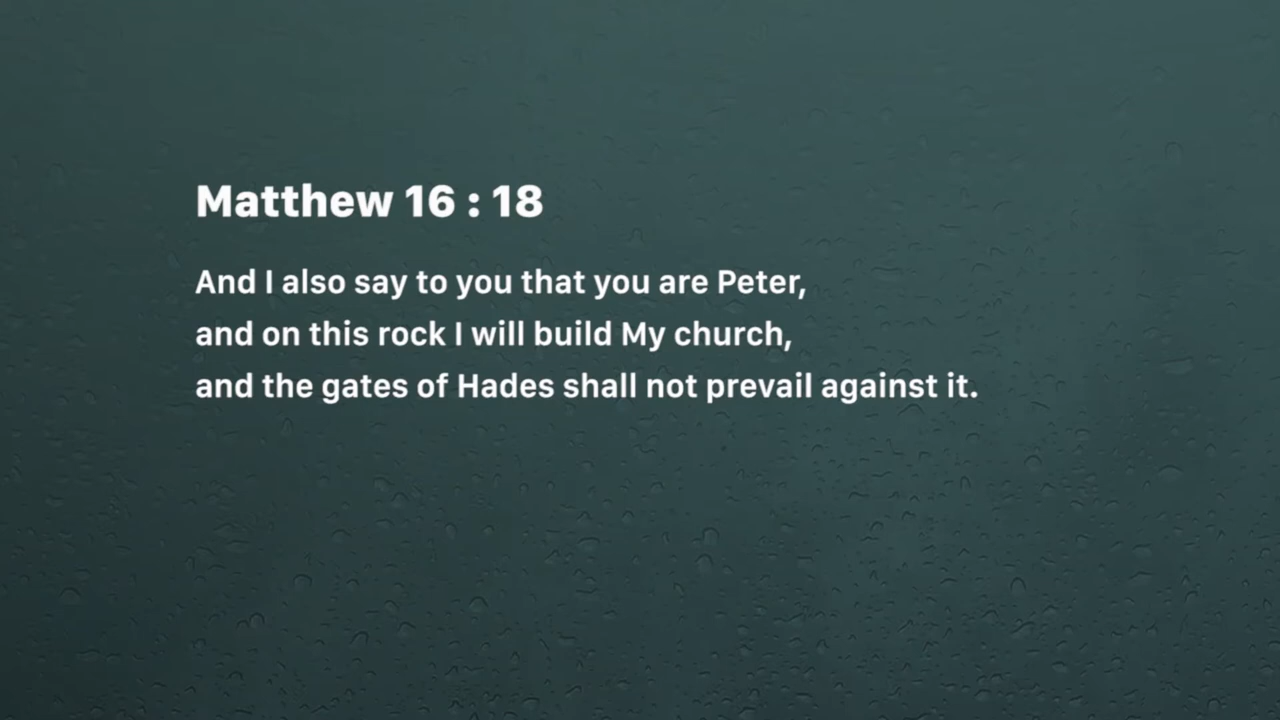 Matthew 16 : 18
And I also say to you that you are Peter,
and on this rock I will build My church,
and the gates of Hades shall not prevail against it.